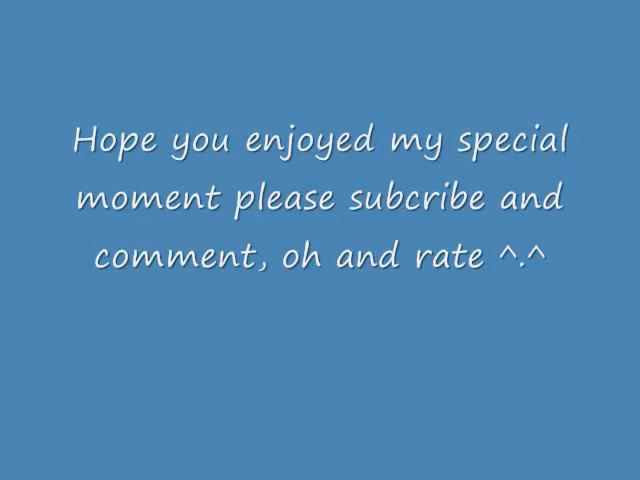 Hope you enjoyed my special
moment please subcribe and
comment, oh and rate ^.^